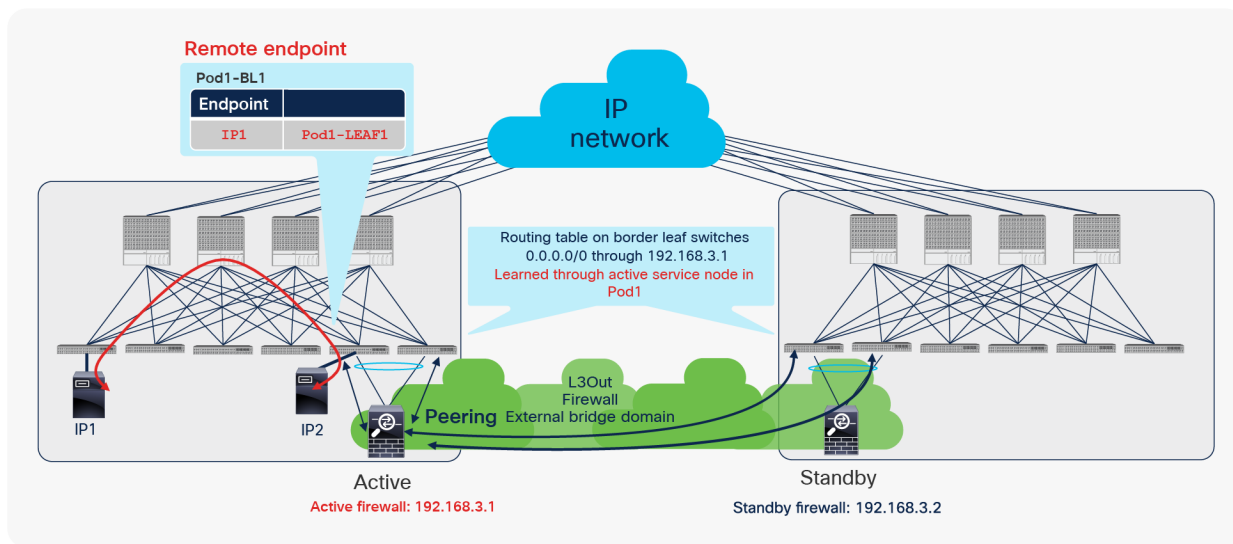 Remote endpoint
Pod1-BL1
Endpoint
IP1 Pod1-LEAF1
IP
network
Routing table on border leaf switches
0.0.0.0/0 through 192.168.3.1
Learned through active service node in
Pod1
IP1
IP2
L3Out
Firewall
Peering External bridge domain
Active
Standby
Active firewall: 192.168.3.1
Standby firewall: 192.168.3.2